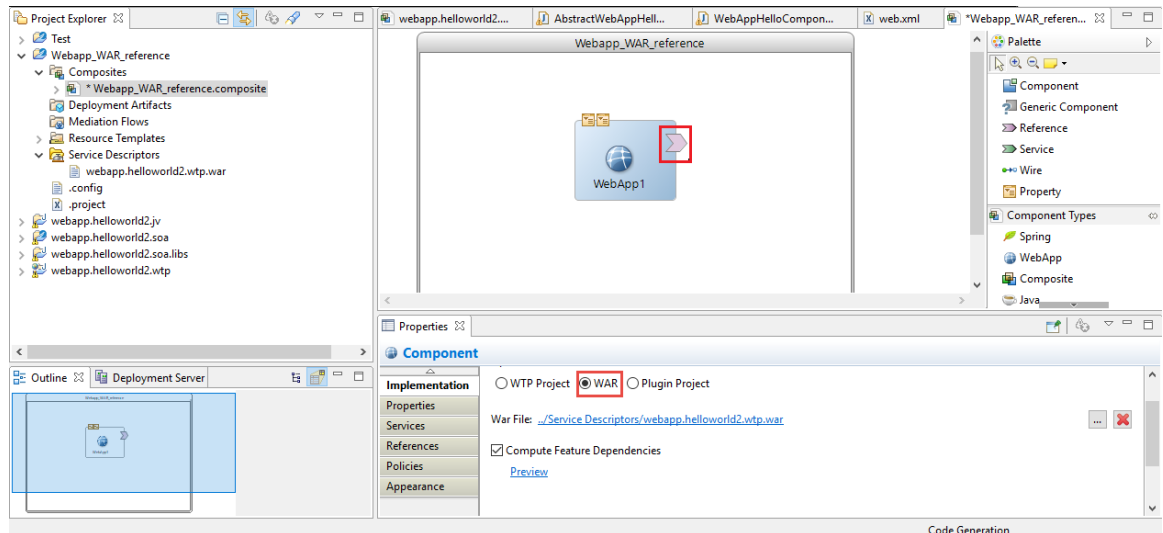 Project Explorer
Test
Webapp_WAR_reference
Composites
* Webapp_WAR_reference.composite
Deployment Artifacts
Mediation Flows
Resource Templates
Service Descriptors
webapp.helloworld2.wtp.war
.config
.project
webapp.helloworld2.jv
webapp.helloworld2.soa
webapp.helloworld2.soa.libs
webapp.helloworld2.wtp
Outline Deployment Server
webapp.hellowor​ld2.... AbstractWebAppHell... WebAppHelloCompon... web.xml *Webapp_WAR_referen...
Webapp_WAR_reference
WebApp1
Palette
Component
Generic Component
Reference
Service
Wire
Property
Component Types
Spring
WebApp
Composite
Java
Properties
Component
Implementation
Properties
Services
References
Policies
Appearance
WTP Project WAR Plugin Project
War File: ../Service Descriptors/webapp.helloworld2.wtp.war ...
Compute Feature Dependencies
Preview
Code Generation